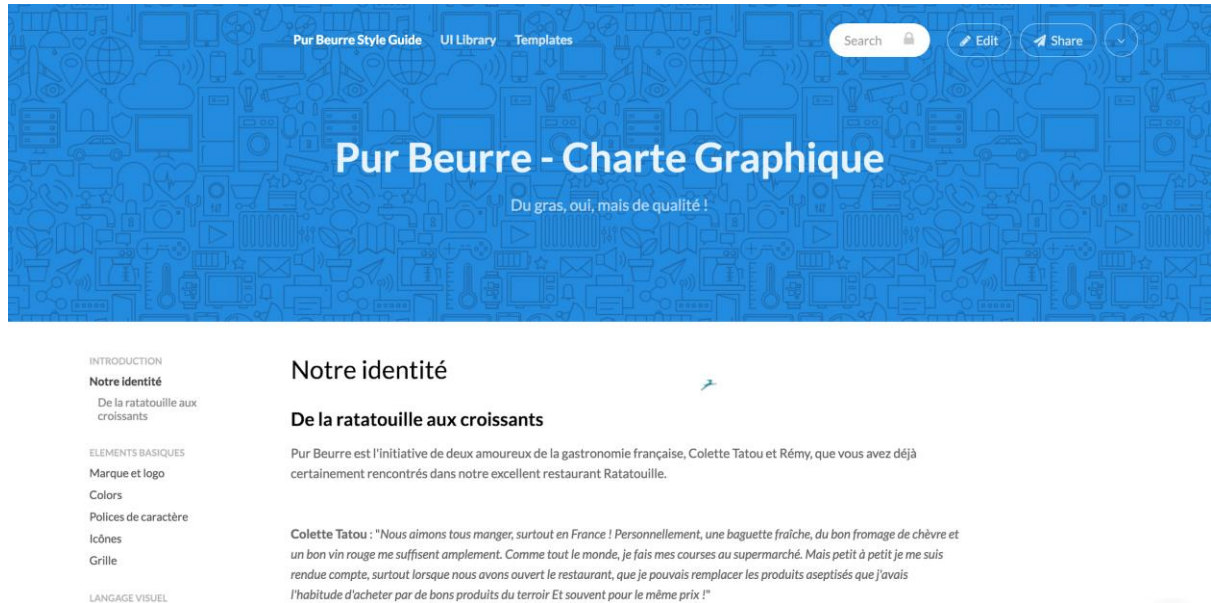 Pur Beurre Style Guide UI Library Templates Search Edit Share
Pur Beurre - Charte Graphique
Du gras, oui, mais de qualité !
INTRODUCTION
Notre identité
De la ratatouille aux
croissants
ELEMENTS BASIQUES
Marque et logo
Colors
Polices de caractère
Icônes
Grille
LANGAGE VISUEL
Notre identité
De la ratatouille aux croissants
Pur Beurre est l'initiative de deux amoureux de la gastronomie française, Colette Tatou et Rémy, que vous avez déjà
certainement rencontrés dans notre excellent restaurant Ratatouille.
Colette Tatou : "Nous aimons tous manger, surtout en France ! Personnellement, une baguette fraîche, du bon fromage de chèvre et
un bon vin rouge me suffisent amplement. Comme tout le monde, je fais mes courses au supermarché. Mais petit à petit je me suis
rendue compte, surtout lorsque nous avons ouvert le restaurant, que je pouvais remplacer les produits aseptisés que j'avais
l'habitude d'acheter par de bons produits du terroir Et souvent pour le même prix !"